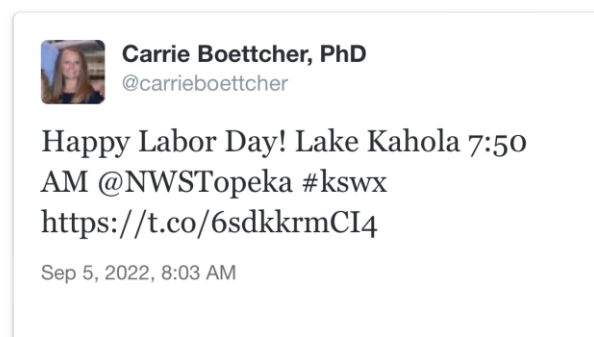 Carrie Boettcher, PhD
@carrieboettcher
Happy Labor Day! Lake Kahola 7:50
AM @NWSTopeka #kswx
https://t.co/6sdkkrmCI4
Sep 5, 2022, 8:03 AM